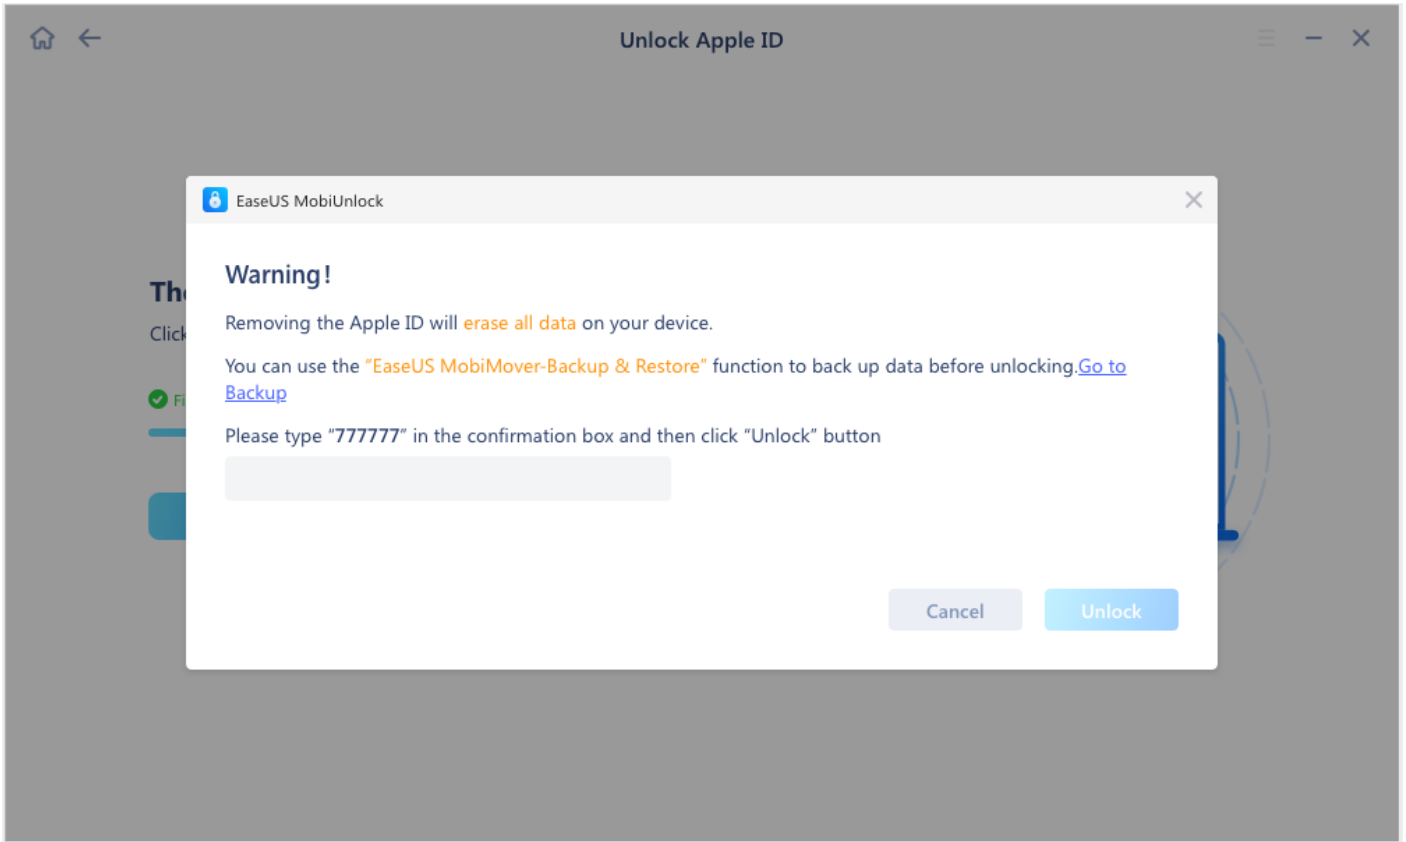 Unlock Apple ID
EaseUS MobiUnlock
Warning!
Removing the Apple ID will erase all data on your device.
You can use the “EaseUS MobiMover-Backup & Restore” function to back up data before unlocking.Go to
Backup
Please type “777777” in the confirmation box and then click “Unlock” button
Cancel
Unlock